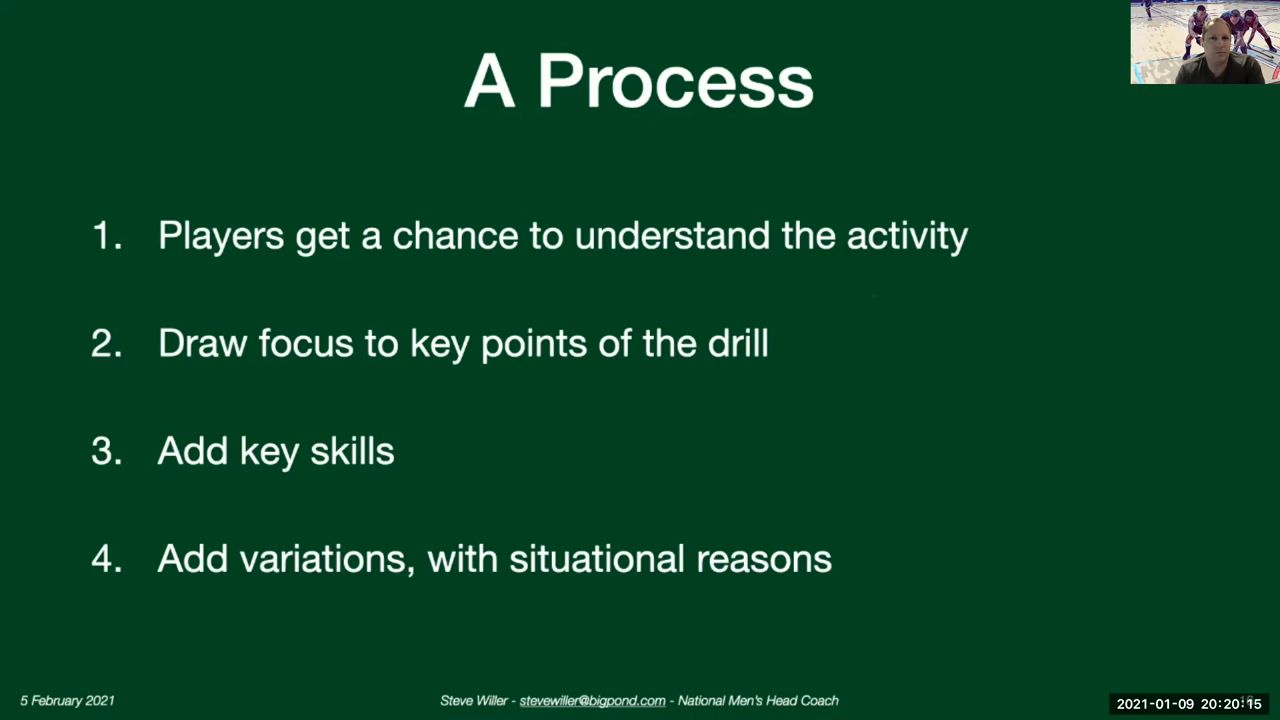 A Process
1. Players get a chance to understand the activity
2. Draw focus to key points of the drill
3. Add key skills
4. Add variations, with situational reasons
5 February 2021
Steve Willer - stevewiller@bigpond.com - National Men's Head Coach
2021-01-09 20:20:15